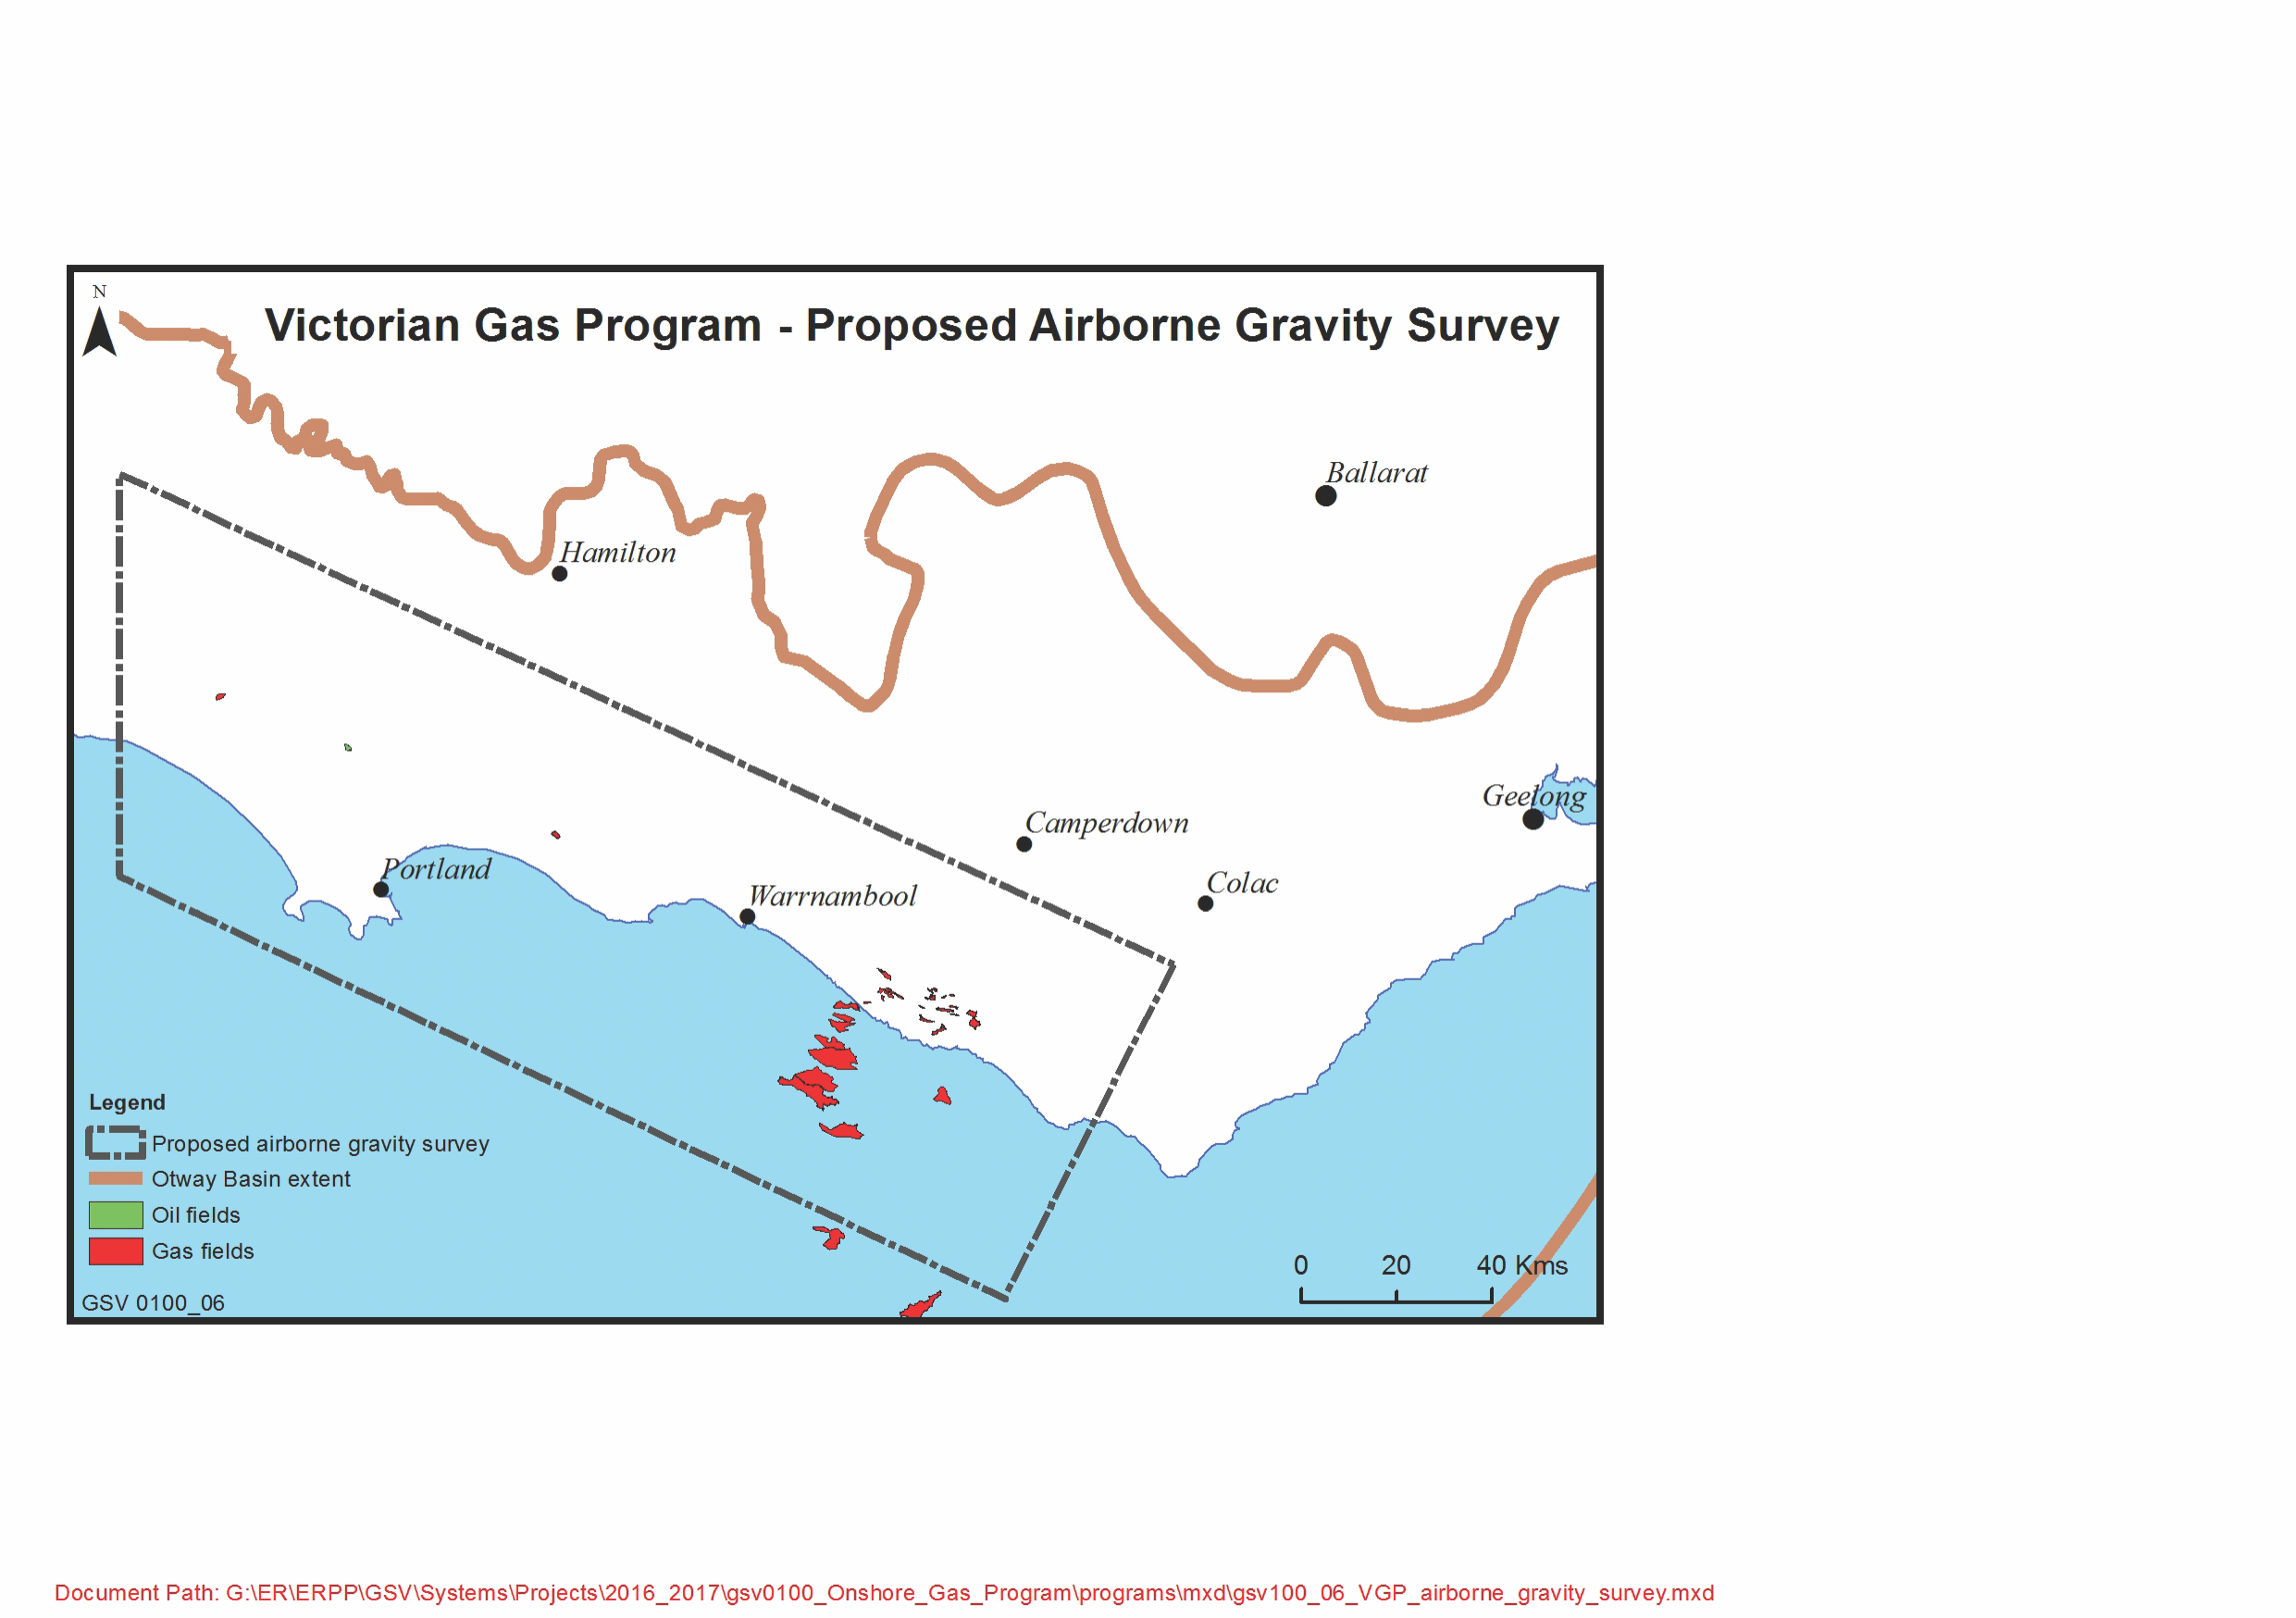 N
Victorian Gas Program - Proposed Airborne Gravity Survey
Ballarat
Hamilton
Geelong
Camperdown
Portland
Colac
Warrnambool
Legend
Proposed airborne gravity survey
Otway Basin extent
Oil fields
Gas fields
0 20 40 Kms
GSV 0100_06
Document Path: G:\ER\ERPP\GSV\Systems\Projects\2016_2017\gsv0100_Onshore_Gas_Program\programs\mxd\gsv100_06_VGP_airborne_gravity_survey.mxd